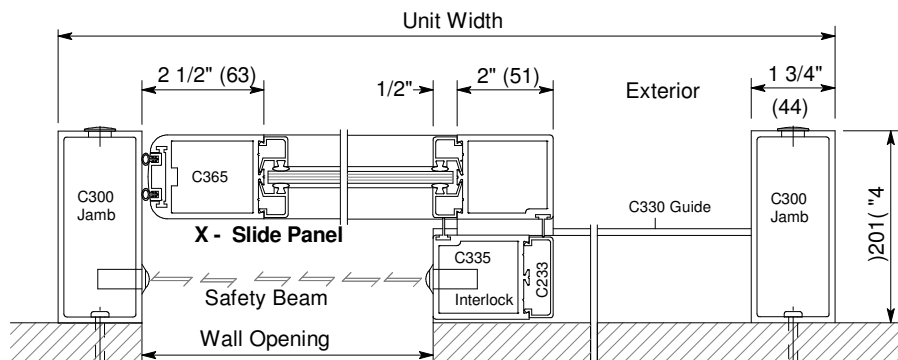 Unit Width
2 1/2" (63)
1/2"
2" (51)
Exterior
1 3/4"
(44)
C365
C300
Jamb
C330 Guide
C300
Jamb
)201( "4
X - Slide Panel
C335
Interlock
C233
Safety Beam
Wall Opening